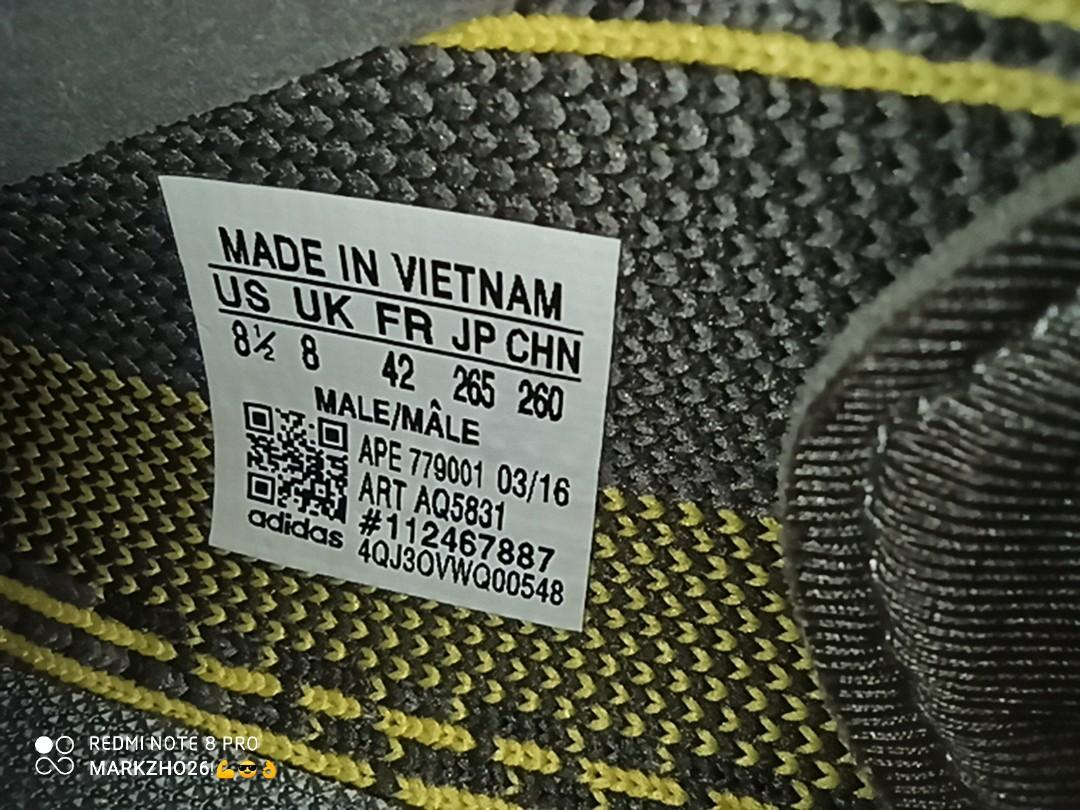 MADE IN VIETNAM
US UK FR JP CHN
8½ 8 42 265 260
MALE/MÂLE
APE 779001 03/16
ART AQ5831
#112467887
4QJ3OVWQ00548
adidas
REDMI NOTE 8 PRO
MARKZHO26!💪😎👌